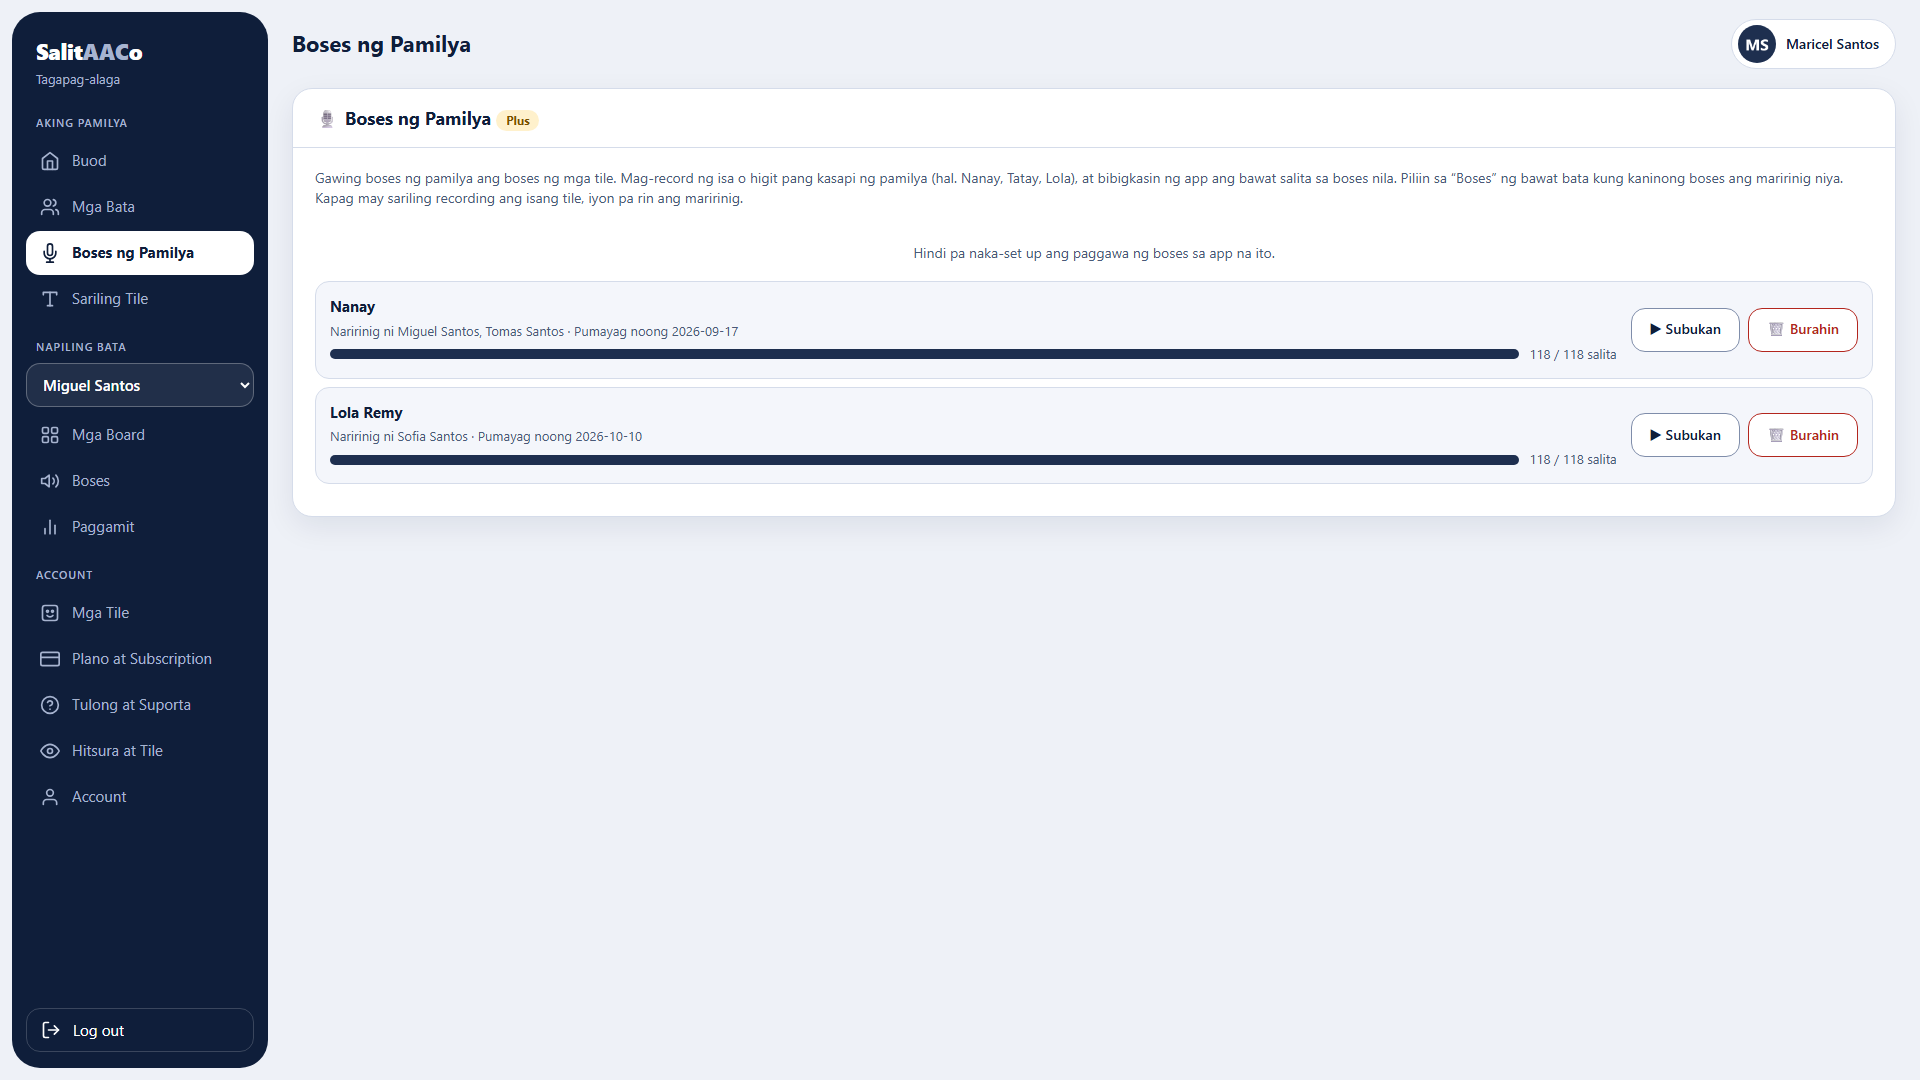 SalitAACo
Tagapag-alaga
AKING PAMILYA
Buod
Mga Bata
Boses ng Pamilya
Sariling Tile
NAPILING BATA
Miguel Santos
Mga Board
Boses
Paggamit
ACCOUNT
Mga Tile
Plano at Subscription
Tulong at Suporta
Hitsura at Tile
Account
Log out
Boses ng Pamilya
MS Maricel Santos
Boses ng Pamilya Plus
Gawing boses ng pamilya ang boses ng mga tile. Mag-record ng isa o higit pang kasapi ng pamilya (hal. Nanay, Tatay, Lola), at bibigkasin ng app ang bawat salita sa boses nila. Piliin sa “Boses” ng bawat bata kung kaninong boses ang maririnig niya.
Kapag may sariling recording ang isang tile, iyon pa rin ang maririnig.
Hindi pa naka-set up ang paggawa ng boses sa app na ito.
Nanay
Naririnig ni Miguel Santos, Tomas Santos · Pumayag noong 2026-09-17
118 / 118 salita
Subukan
Burahin
Lola Remy
Naririnig ni Sofia Santos · Pumayag noong 2026-10-10
118 / 118 salita
Subukan
Burahin